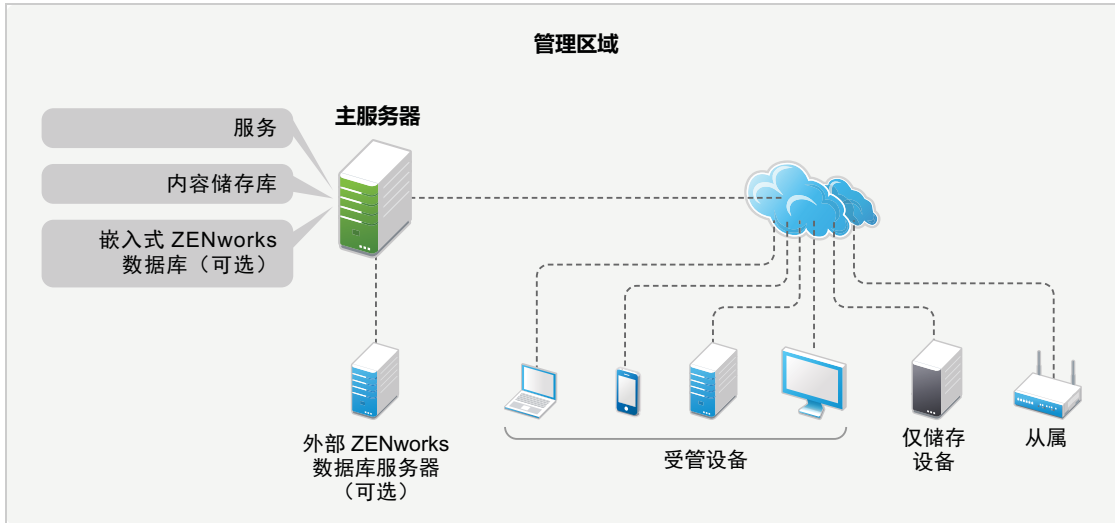 管理区域
主服务器
服务
内容储存库
嵌入式 ZENworks
数据库（可选）
外部 ZENworks
数据库服务器
（可选）
受管设备
仅储存
设备
从属